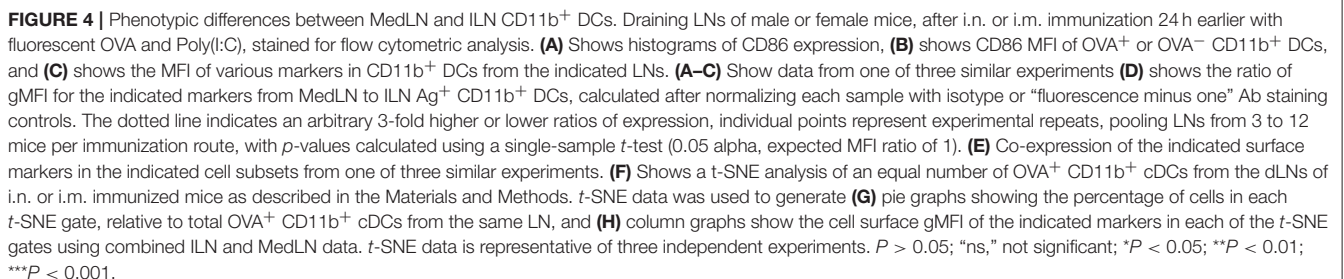 FIGURE 4 | Phenotypic differences between MedLN and ILN CD11b⁺ DCs. Draining LNs of male or female mice, after i.n. or i.m. immunization 24 h earlier with
fluorescent OVA and Poly(I:C), stained for flow cytometric analysis. (A) Shows histograms of CD86 expression, (B) shows CD86 MFI of OVA⁺ or OVA⁻ CD11b⁺ DCs,
and (C) shows the MFI of various markers in CD11b⁺ DCs from the indicated LNs. (A–C) Show data from one of three similar experiments (D) shows the ratio of
gMFI for the indicated markers from MedLN to ILN Ag⁺ CD11b⁺ DCs, calculated after normalizing each sample with isotype or “fluorescence minus one” Ab staining
controls. The dotted line indicates an arbitrary 3-fold higher or lower ratios of expression, individual points represent experimental repeats, pooling LNs from 3 to 12
mice per immunization route, with p-values calculated using a single-sample t-test (0.05 alpha, expected MFI ratio of 1). (E) Co-expression of the indicated surface
markers in the indicated cell subsets from one of three similar experiments. (F) Shows a t-SNE analysis of an equal number of OVA⁺ CD11b⁺ cDCs from the dLNs of
i.n. or i.m. immunized mice as described in the Materials and Methods. t-SNE data was used to generate (G) pie graphs showing the percentage of cells in each
t-SNE gate, relative to total OVA⁺ CD11b⁺ cDCs from the same LN, and (H) column graphs show the cell surface gMFI of the indicated markers in each of the t-SNE
gates using combined ILN and MedLN data. t-SNE data is representative of three independent experiments. P > 0.05; “ns,” not significant; *P < 0.05; **P < 0.01;
***P < 0.001.